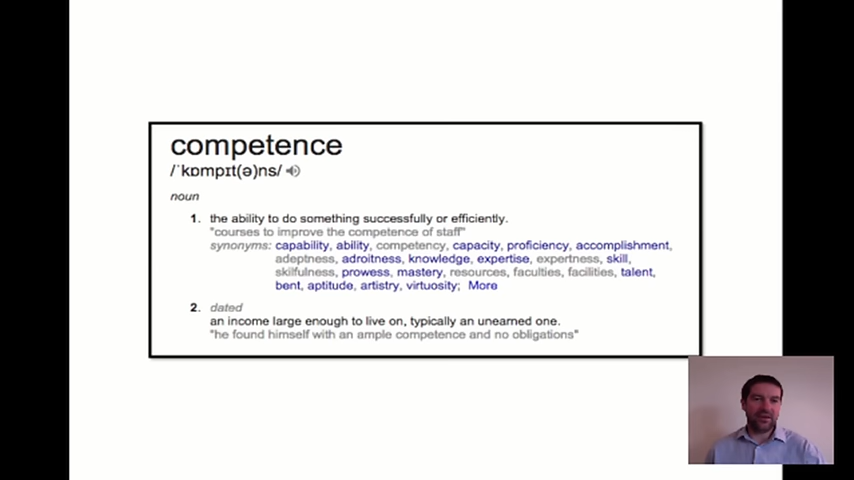 competence
/ˈkɒmpɪt(ə)ns/
noun
1. the ability to do something successfully or efficiently.
"courses to improve the competence of staff"
synonyms: capability, ability, competency, capacity, proficiency, accomplishment,
adeptness, adroitness, knowledge, expertise, expertness, skill,
skilfulness, prowess, mastery, resources, faculties, facilities, talent,
bent, aptitude, artistry, virtuosity; More
2. dated
an income large enough to live on, typically an unearned one.
"he found himself with an ample competence and no obligations"